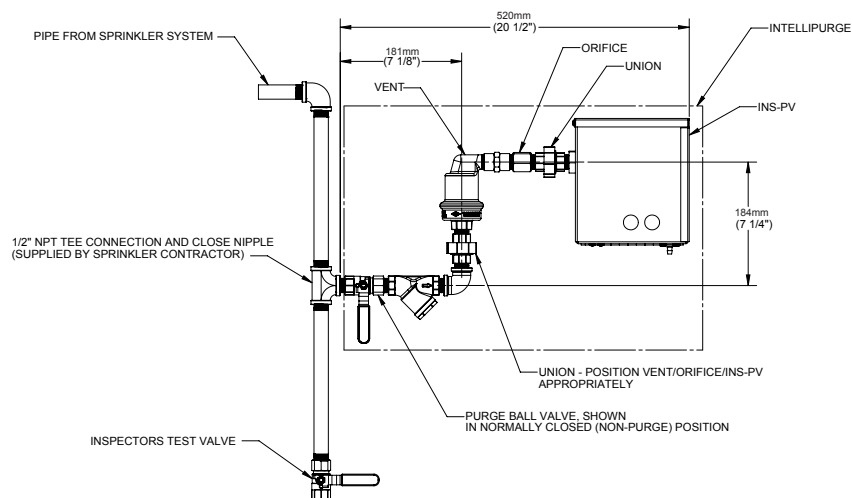 520mm
(20 1/2")
PIPE FROM SPRINKLER SYSTEM
INTELLIPURGE
181mm
(7 1/8")
ORIFICE
UNION
VENT
INS-PV
184mm
(7 1/4")
1/2" NPT TEE CONNECTION AND CLOSE NIPPLE
(SUPPLIED BY SPRINKLER CONTRACTOR)
UNION - POSITION VENT/ORIFICE/INS-PV
APPROPRIATELY
PURGE BALL VALVE, SHOWN
IN NORMALLY CLOSED (NON-PURGE) POSITION
INSPECTORS TEST VALVE